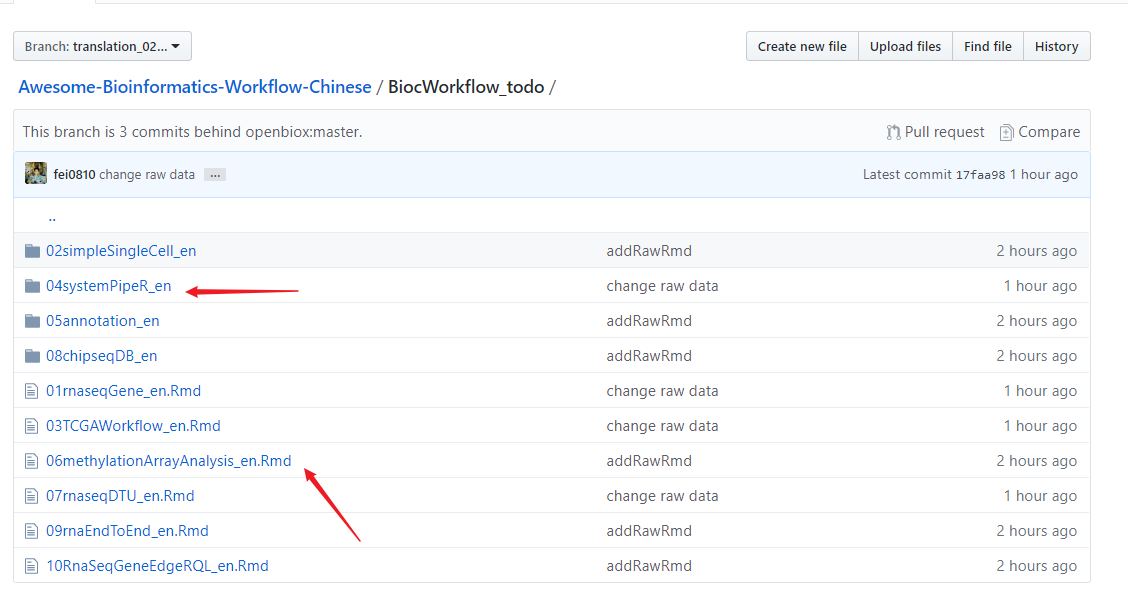 Branch: translation_02... Create new file Upload files Find file History
Awesome-Bioinformatics-Workflow-Chinese / BiocWorkflow_todo /
This branch is 3 commits behind openbiox:master. Pull request Compare
fei0810 change raw data ... Latest commit 17faa98 1 hour ago
..
02simpleSingleCell_en addRawRmd 2 hours ago
04systemPipeR_en change raw data 1 hour ago
05annotation_en addRawRmd 2 hours ago
08chipseqDB_en addRawRmd 2 hours ago
01rnaseqGene_en.Rmd change raw data 1 hour ago
03TCGAWorkflow_en.Rmd change raw data 1 hour ago
06methylationArrayAnalysis_en.Rmd addRawRmd 2 hours ago
07rnaseqDTU_en.Rmd change raw data 1 hour ago
09rnaEndToEnd_en.Rmd addRawRmd 2 hours ago
10RnaSeqGeneEdgeRQL_en.Rmd addRawRmd 2 hours ago